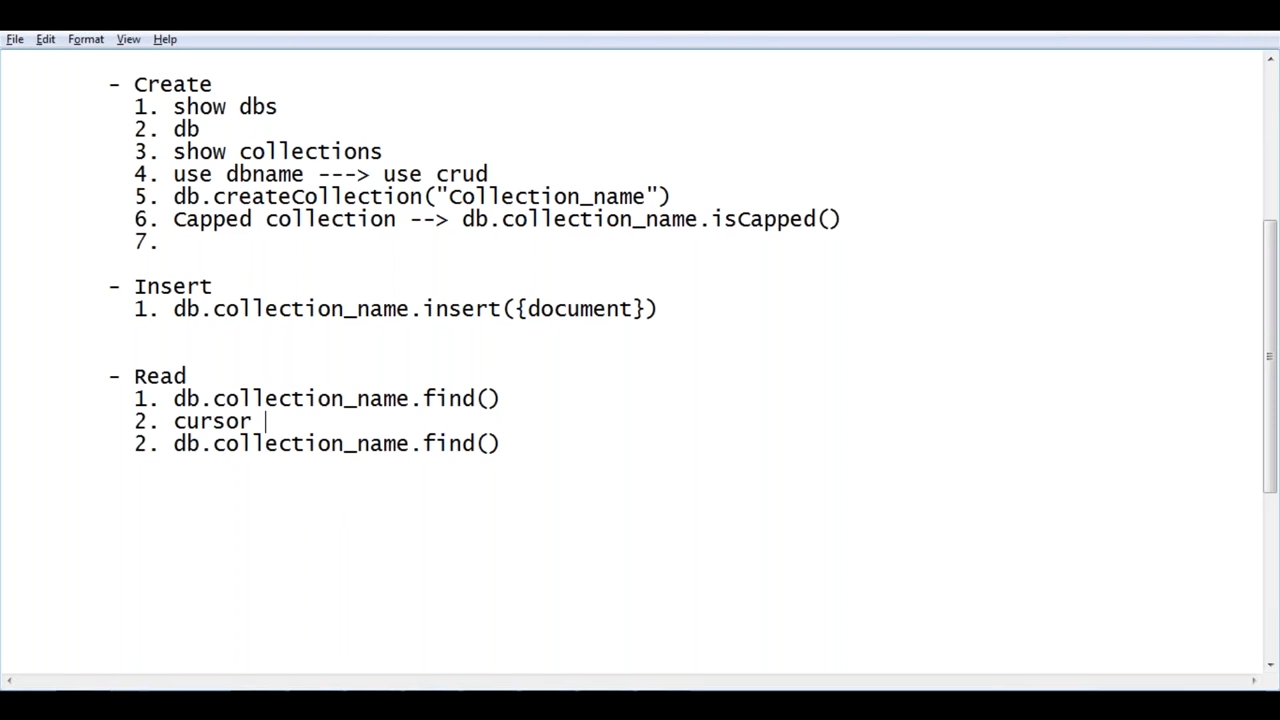 File Edit Format View Help
- Create
1. show dbs
2. db
3. show collections
4. use dbname ---> use crud
5. db.createCollection("Collection_name")
6. Capped collection --> db.collection_name.isCapped()
7.
- Insert
1. db.collection_name.insert({document})
- Read
1. db.collection_name.find()
2. cursor
2. db.collection_name.find()